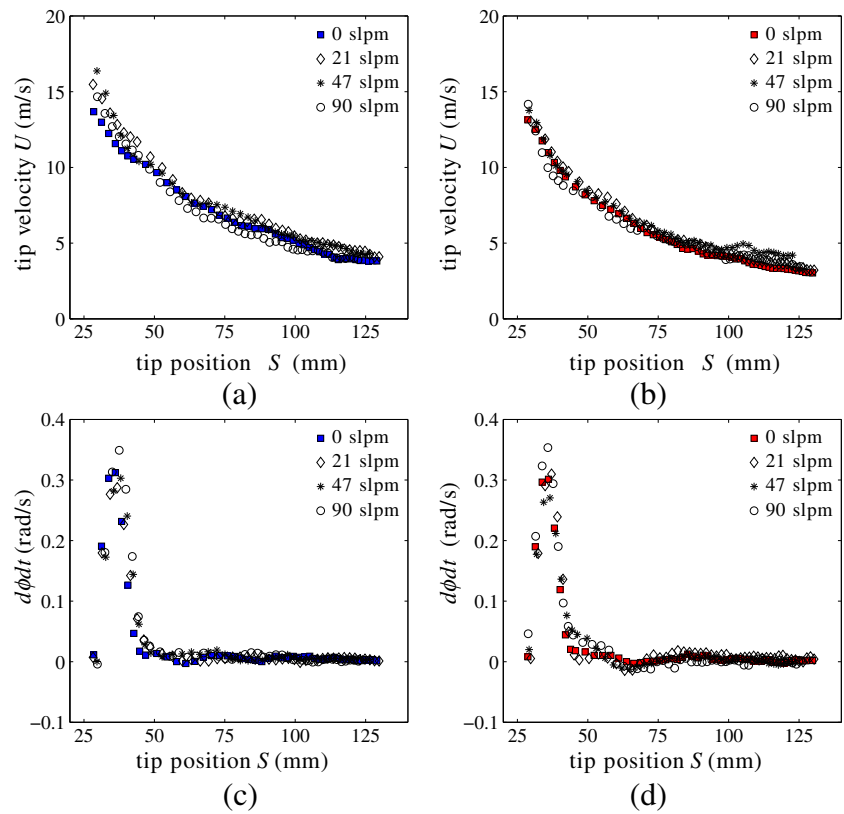 20
15
10
5
0
25 50 75 100 125
tip velocity U (m/s)
tip position S (mm)
0 slpm
21 slpm
47 slpm
90 slpm
(a)
20
15
10
5
0
25 50 75 100 125
tip velocity U (m/s)
tip position S (mm)
0 slpm
21 slpm
47 slpm
90 slpm
(b)
0.4
0.3
0.2
0.1
0
−0.1
25 50 75 100 125
dϕdt (rad/s)
tip position S (mm)
0 slpm
21 slpm
47 slpm
90 slpm
(c)
0.4
0.3
0.2
0.1
0
−0.1
25 50 75 100 125
dϕdt (rad/s)
tip position S (mm)
0 slpm
21 slpm
47 slpm
90 slpm
(d)